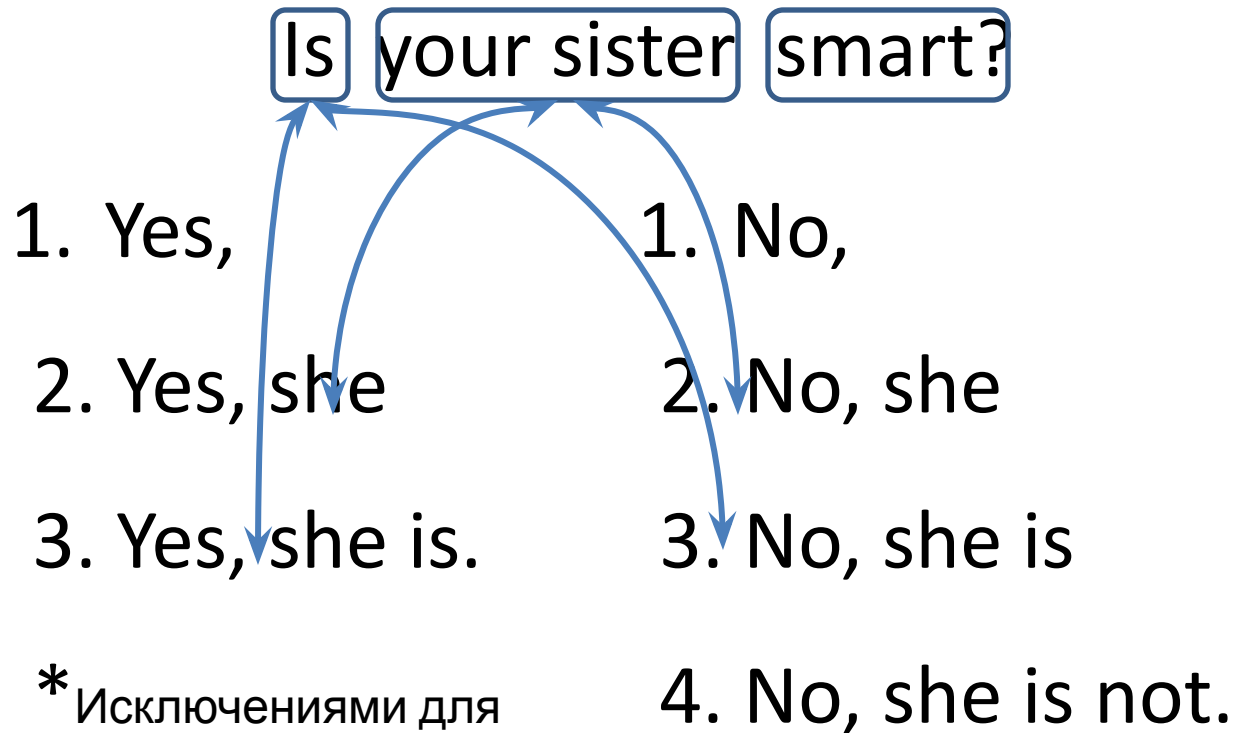 Is your sister smart?
1. Yes,
2. Yes, she
3. Yes, she is.
*Исключениями для
1. No,
2. No, she
3. No, she is
4. No, she is not.